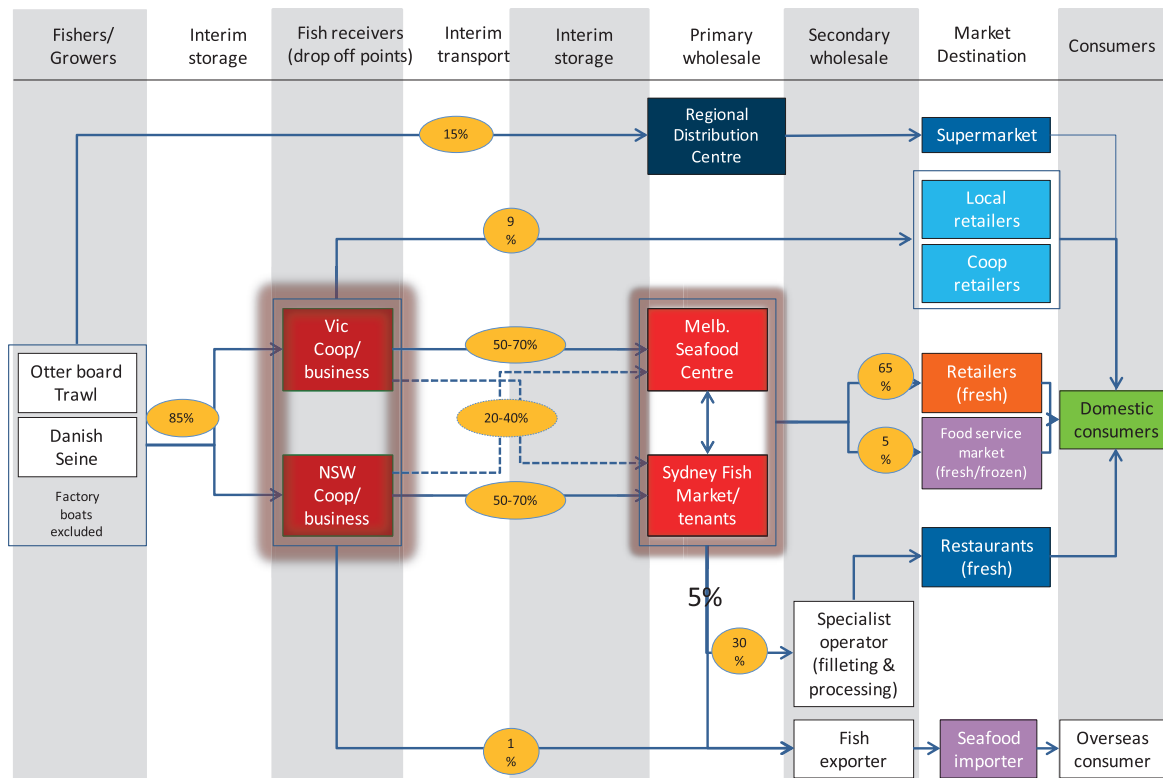 Fishers/
Growers
Interim
storage
Fish receivers
(drop off points)
Interim
transport
Interim
storage
Primary
wholesale
Secondary
wholesale
Market
Destination
Consumers
15%
Regional
Distribution
Centre
Supermarket
9
%
Local
retailers
Coop
retailers
Otter board
Trawl
Danish
Seine
Factory
boats
excluded
85%
Vic
Coop/
business
NSW
Coop/
business
50-70%
20-40%
50-70%
Melb.
Seafood
Centre
Sydney Fish
Market/
tenants
65
%
5
%
Retailers
(fresh)
Food service
market
(fresh/frozen)
Domestic
consumers
Restaurants
(fresh)
5%
30
%
Specialist
operator
(filleting &
processing)
1
%
Fish
exporter
Seafood
importer
Overseas
consumer